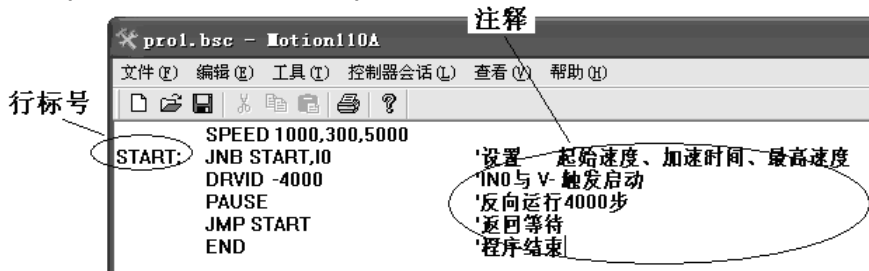 注释
pro1.bsc - Motion110A
文件(F) 编辑(E) 工具(T) 控制器会话(L) 查看(V) 帮助(H)
行标号
SPEED 1000,300,5000
START: JNB START,I0 '设置 起始速度、加速时间、最高速度
DRVID -4000 'IN0与 V- 触发启动
PAUSE '反向运行4000步
JMP START '返回等待
END '程序结束